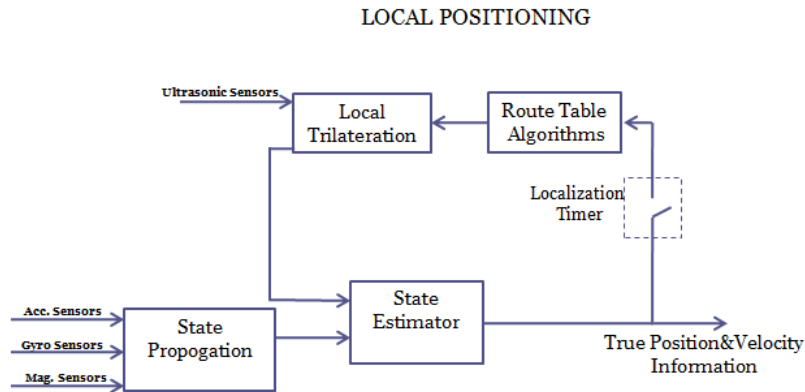 LOCAL POSITIONING
Ultrasonic Sensors
Local
Trilateration
Route Table
Algorithms
Localization
Timer
Acc. Sensors
Gyro Sensors
Mag. Sensors
State
Propogation
State
Estimator
True Position&Velocity
Information